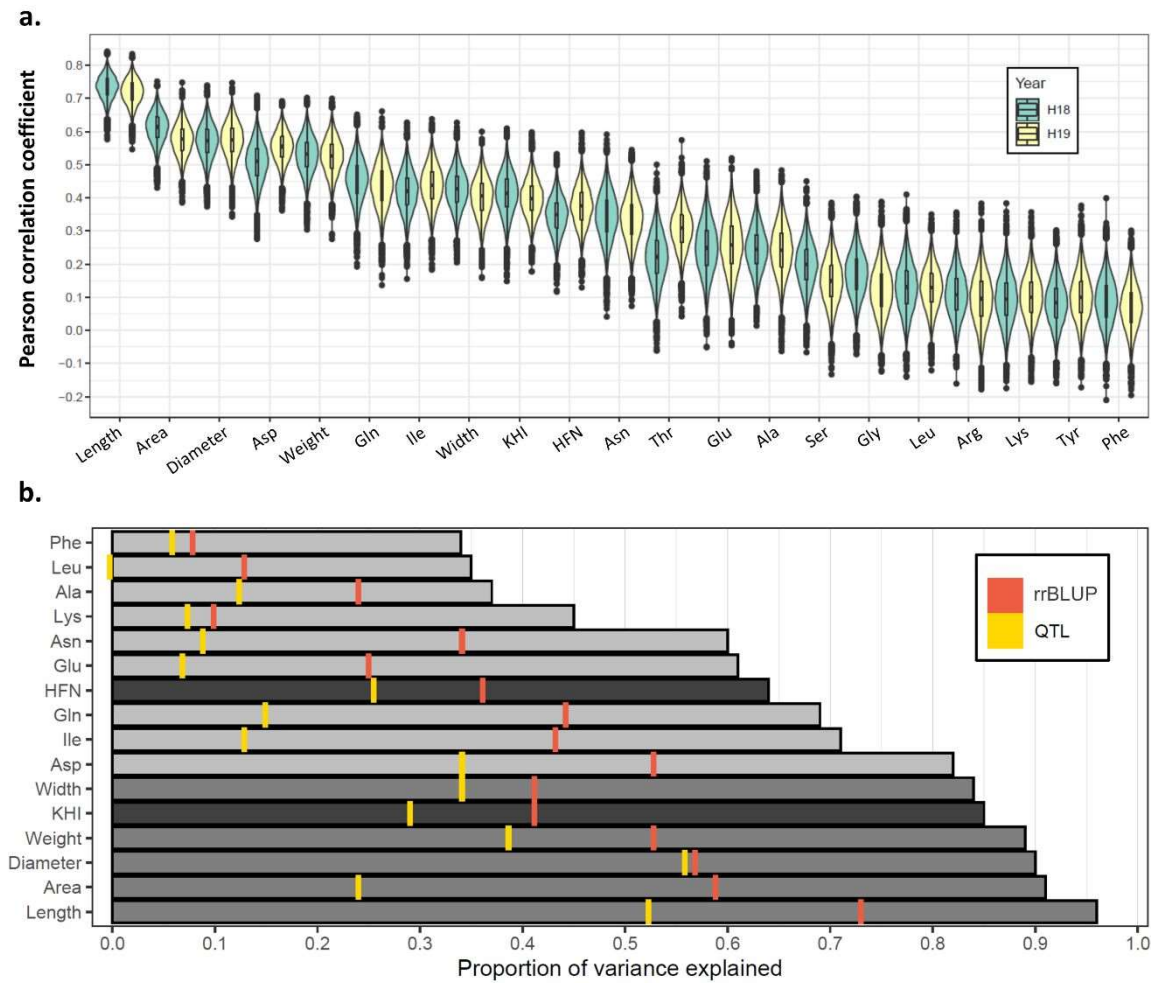 a.
Pearson correlation coefficient
0.8
0.7
0.6
0.5
0.4
0.3
0.2
0.1
0.0
−0.1
−0.2
Year
H18
H19
Length Area Diameter Asp Weight Gln Ile Width KHI HFN Asn Thr Glu Ala Ser Gly Leu Arg Lys Tyr Phe
b.
Phe
Leu
Ala
Lys
Asn
Glu
HFN
Gln
Ile
Asp
Width
KHI
Weight
Diameter
Area
Length
rrBLUP
QTL
0.0 0.1 0.2 0.3 0.4 0.5 0.6 0.7 0.8 0.9 1.0
Proportion of variance explained